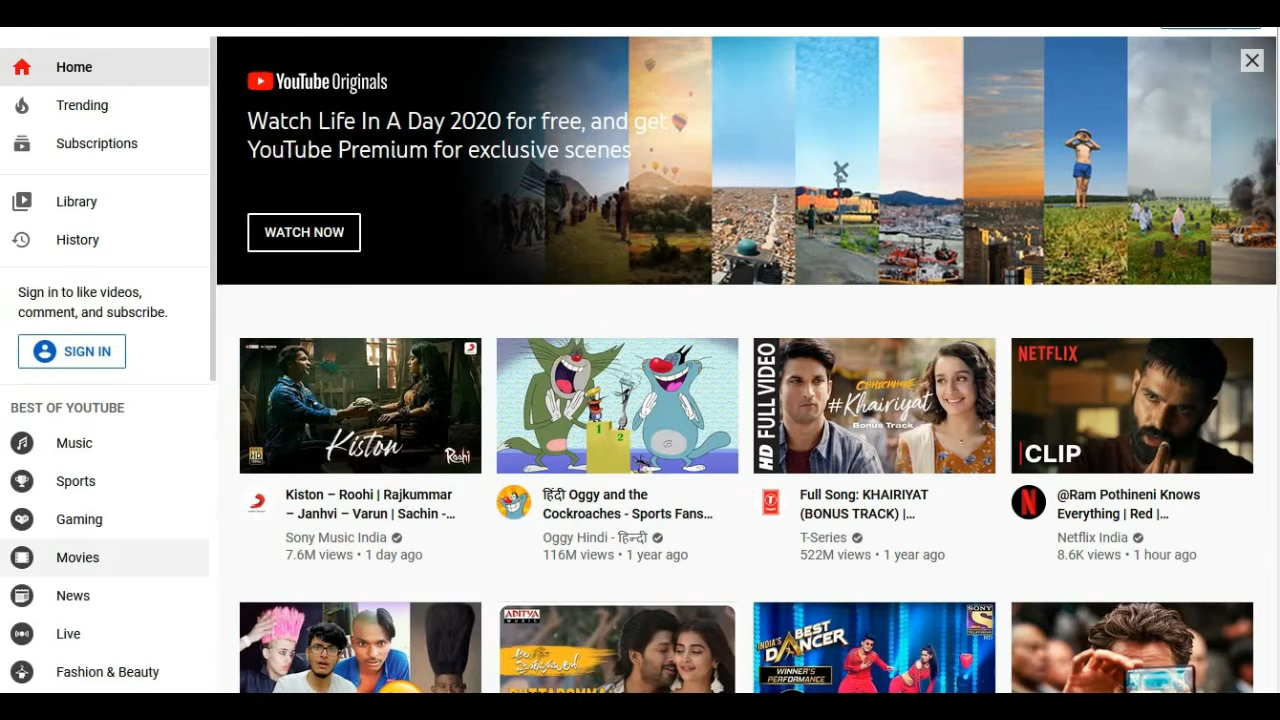 Home
Trending
Subscriptions
Library
History
Sign in to like videos,
comment, and subscribe.
SIGN IN
BEST OF YOUTUBE
Music
Sports
Gaming
Movies
News
Live
Fashion & Beauty
YouTube Originals
Watch Life In A Day 2020 for free, and get
YouTube Premium for exclusive scenes
WATCH NOW
Kiston
Roohi
1
2
HD FULL VIDEO
CHHICHHORE
#Khairiyat
Bonus Track
NETFLIX
CLIP
Kiston – Roohi | Rajkummar
– Janhvi – Varun | Sachin -...
Sony Music India
7.6M views • 1 day ago
हिंदी Oggy and the
Cockroaches - Sports Fans...
Oggy Hindi - हिन्दी
116M views • 1 year ago
Full Song: KHAIRIYAT
(BONUS TRACK) |...
T-Series
522M views • 1 year ago
@Ram Pothineni Knows
Everything | Red |...
Netflix India
8.6K views • 1 hour ago
ADITYA
MUSIC
INDIA'S
BEST
DANCER
WINNER'S
PERFORMANCE
SONY